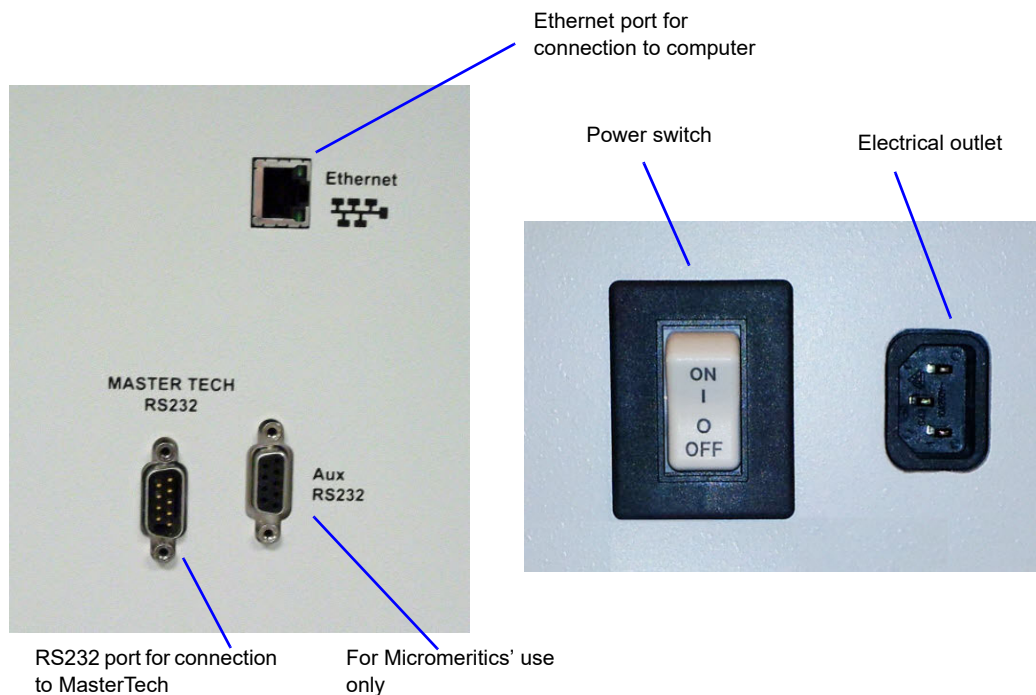 Ethernet port for
connection to computer
Power switch
Electrical outlet
Ethernet
MASTER TECH
RS232
Aux
RS232
ON
I
O
OFF
RS232 port for connection
to MasterTech
For Micromeritics' use
only